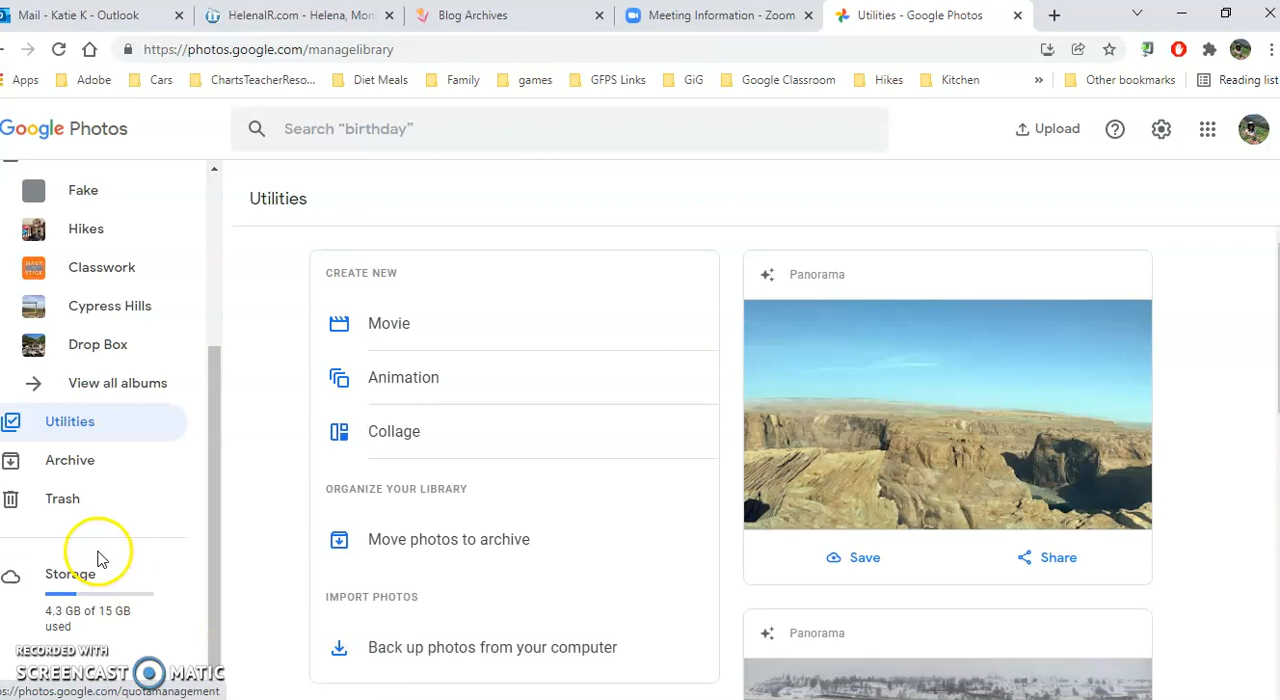 Mail - Katie K - Outlook
HelenaIR.com - Helena, Mon
Blog Archives
Meeting Information - Zoom
Utilities - Google Photos
https://photos.google.com/managelibrary
Apps
Adobe
Cars
ChartsTeacherReso...
Diet Meals
Family
games
GFPS Links
GiG
Google Classroom
Hikes
Kitchen
»
Other bookmarks
Reading list
Google Photos
Search “birthday”
Upload
Fake
Hikes
Classwork
Cypress Hills
Drop Box
View all albums
Utilities
Archive
Trash
Storage
4.3 GB of 15 GB
used
Utilities
CREATE NEW
Movie
Animation
Collage
ORGANIZE YOUR LIBRARY
Move photos to archive
IMPORT PHOTOS
Back up photos from your computer
Panorama
Save
Share
Panorama
RECORDED WITH
SCREENCAST MATIC
s://photos.google.com/quotamanagement